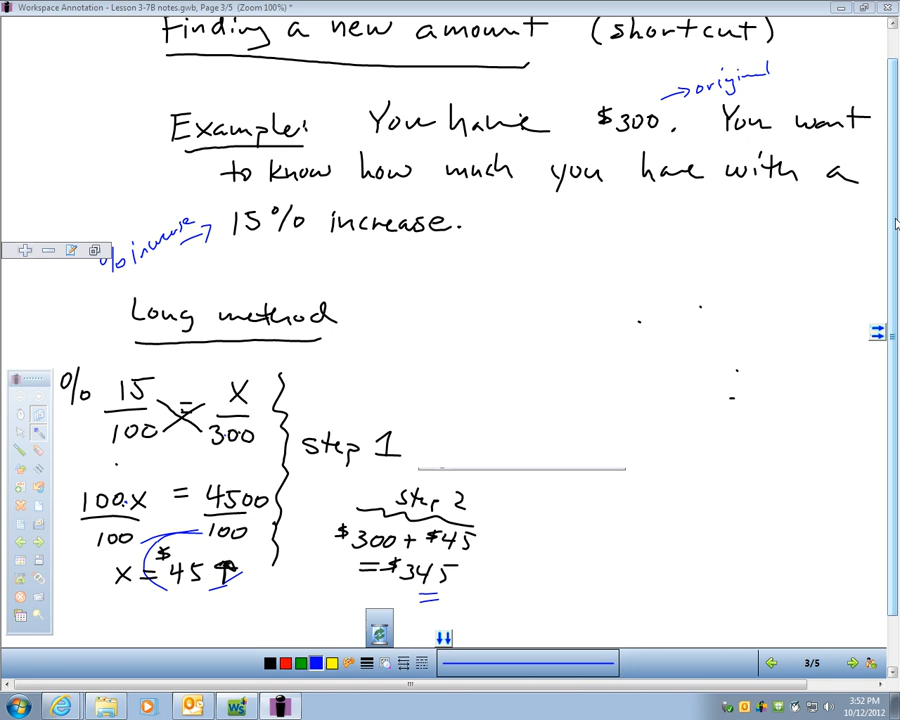 Workspace Annotation - Lesson 3-7B notes.gwb, Page 3/5 (Zoom 100%) *
Finding a new amount (shortcut)
→ original
Example: You have $300. You want
to know how much you have with a
15% increase.
% increase →
Long method
% 15/100 = x/300
step 1
100·x/100 = 4500/100
x = $45 ↑
step 2
$300 + $45
= $345
3/5
3:52 PM
10/12/2012